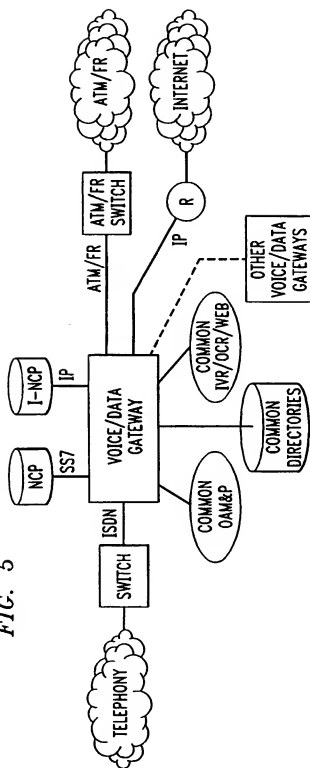 FIG. 5
TELEPHONY
SWITCH
ISDN
NCP
SS7
I-NCP
IP
VOICE/DATA
GATEWAY
ATM/FR
ATM/FR
SWITCH
ATM/FR
IP
R
INTERNET
COMMON
OAM&P
COMMON
DIRECTORIES
COMMON
IVR/OCR/WEB
OTHER
VOICE/DATA
GATEWAYS